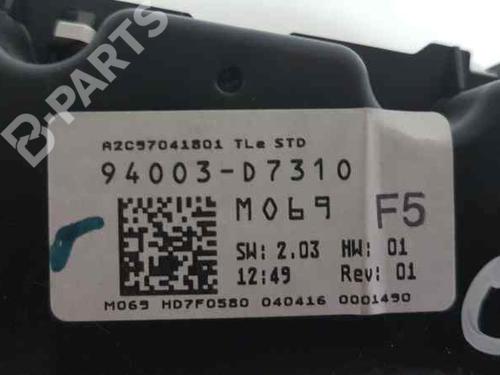 A2C97041801 TLe STD
94003-D7310
M069 F5
SW: 2.03 HW: 01
12:49 Rev: 01
M069 HD7F0580 040416 0001490